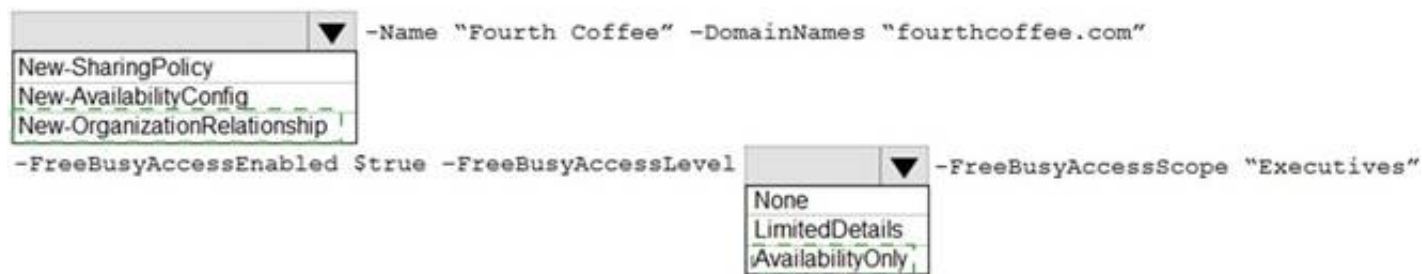 -Name “Fourth Coffee” -DomainNames “fourthcoffee.com”
New-SharingPolicy
New-AvailabilityConfig
New-OrganizationRelationship
-FreeBusyAccessEnabled $true -FreeBusyAccessLevel -FreeBusyAccessScope “Executives”
None
LimitedDetails
AvailabilityOnly